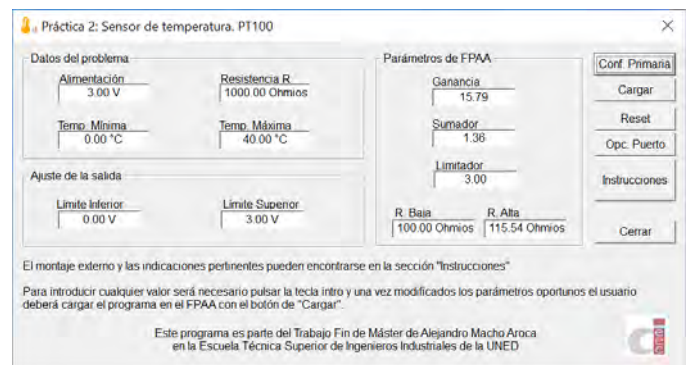 Práctica 2: Sensor de temperatura. PT100
Datos del problema
Alimentación
3.00 V
Resistencia R
1000.00 Ohmios
Temp. Mínima
0.00 °C
Temp. Máxima
40.00 °C
Ajuste de la salida
Límite Inferior
0.00 V
Límite Superior
3.00 V
Parámetros de FPAA
Ganancia
15.79
Sumador
1.36
Limitador
3.00
R. Baja
100.00 Ohmios
R. Alta
115.54 Ohmios
Conf. Primaria
Cargar
Reset
Opc. Puerto
Instrucciones
Cerrar
El montaje externo y las indicaciones pertinentes pueden encontrarse en la sección "Instrucciones"
Para introducir cualquier valor será necesario pulsar la tecla intro y una vez modificados los parámetros oportunos el usuario
deberá cargar el programa en el FPAA con el botón de "Cargar".
Este programa es parte del Trabajo Fin de Máster de Alejandro Macho Aroca
en la Escuela Técnica Superior de Ingenieros Industriales de la UNED